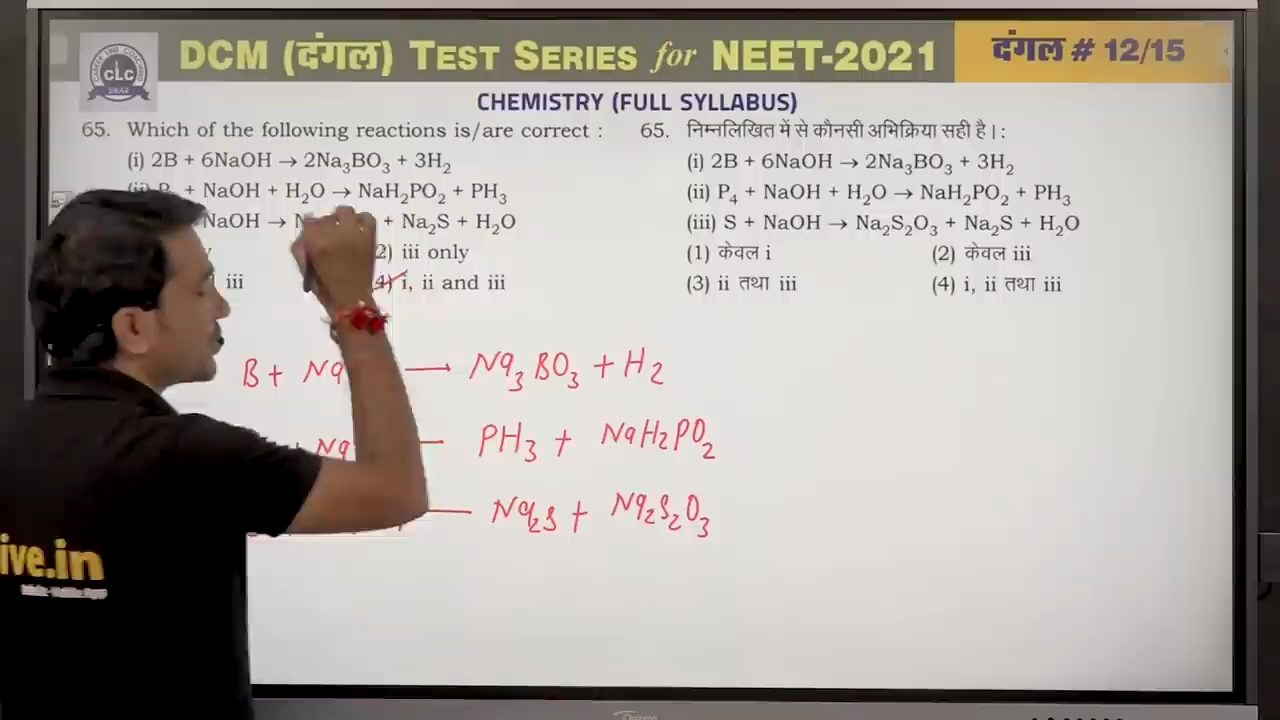 DCM (दंगल) TEST SERIES for NEET-2021
दंगल # 12/15
CLC
SIKAR
CHEMISTRY (FULL SYLLABUS)
65. Which of the following reactions is/are correct :
(i) 2B + 6NaOH → 2Na₃BO₃ + 3H₂
+ NaOH + H₂O → NaH₂PO₂ + PH₃
NaOH → + Na₂S + H₂O
2) iii only
iii
4) i, ii and iii
65. निम्नलिखित में से कौनसी अभिक्रिया सही है। :
(i) 2B + 6NaOH → 2Na₃BO₃ + 3H₂
(ii) P₄ + NaOH + H₂O → NaH₂PO₂ + PH₃
(iii) S + NaOH → Na₂S₂O₃ + Na₂S + H₂O
(1) केवल i (2) केवल iii
(3) ii तथा iii (4) i, ii तथा iii
B + Na → Na₃BO₃ + H₂
+ Na PH₃ + NaH₂PO₂
Na₂S + Na₂S₂O₃
ive.in